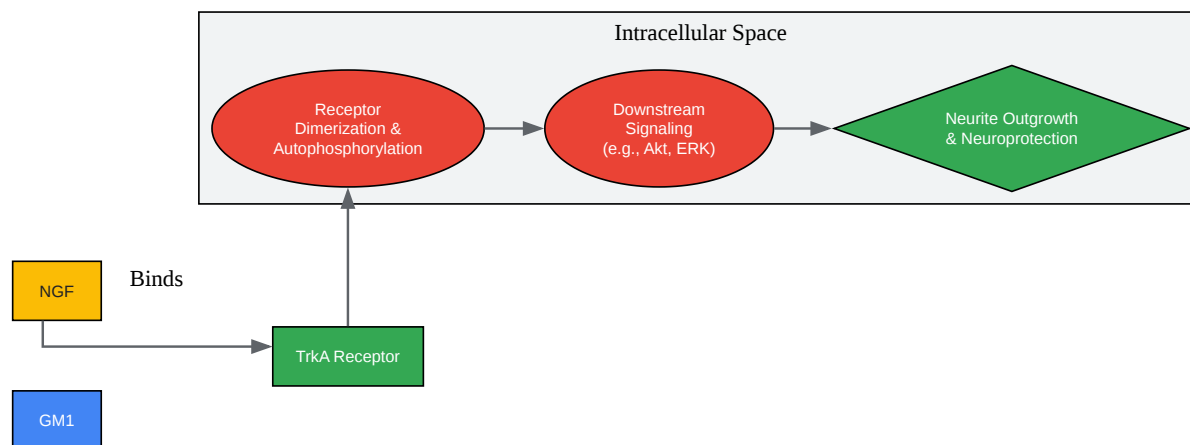 Intracellular Space
Receptor
Dimerization &
Autophosphorylation
Downstream
Signaling
(e.g., Akt, ERK)
Neurite Outgrowth
& Neuroprotection
NGF
Binds
TrkA Receptor
GM1